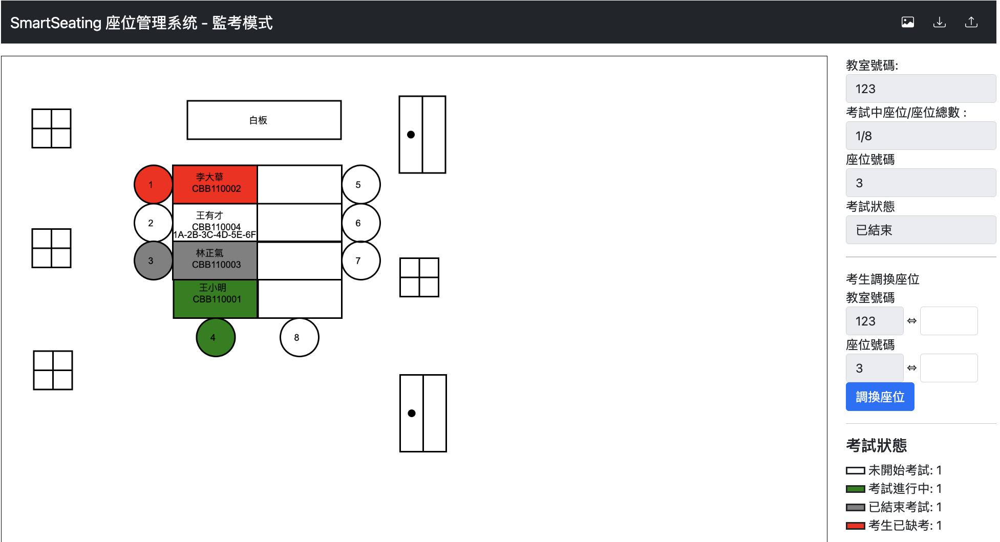 SmartSeating 座位管理系统 - 監考模式
白板
1
李大華
CBB110002
5
2
王有才
CBB110004
1A-2B-3C-4D-5E-6F
6
3
林正氣
CBB110003
7
王小明
CBB110001
4
8
教室號碼:
123
考試中座位/座位總數 :
1/8
座位號碼
3
考試狀態
已結束
考生調換座位
教室號碼
123 ⇔
座位號碼
3 ⇔
調換座位
考試狀態
未開始考試: 1
考試進行中: 1
已結束考試: 1
考生已缺考: 1